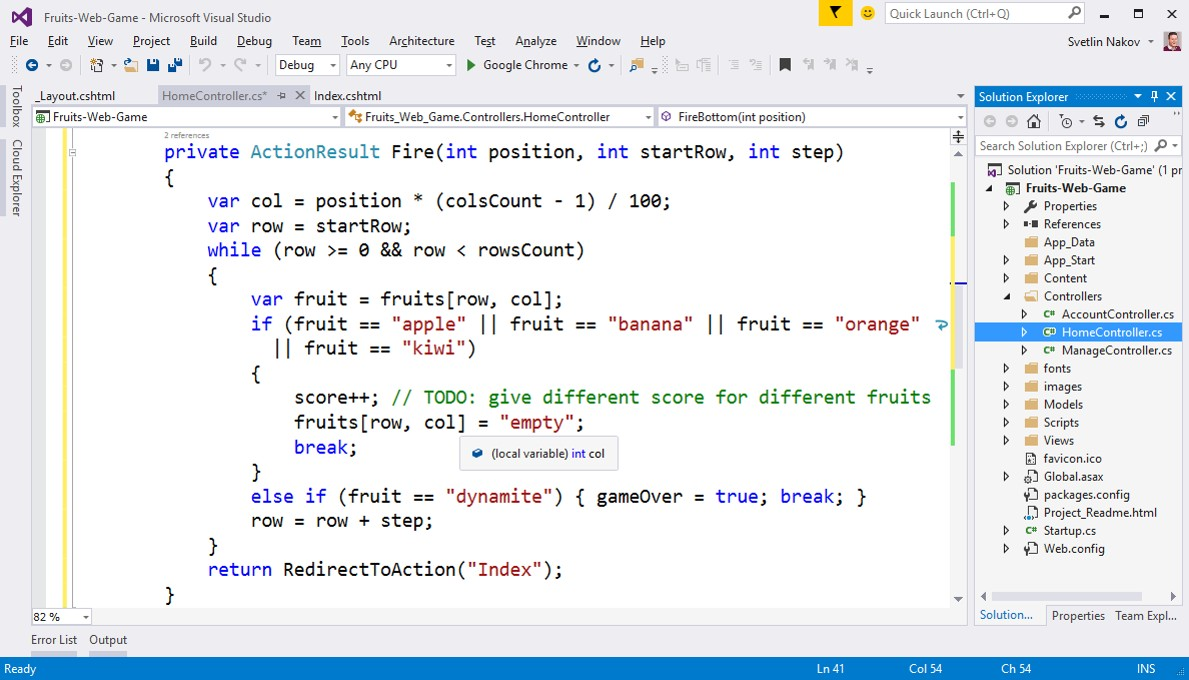 Fruits-Web-Game - Microsoft Visual Studio
Quick Launch (Ctrl+Q)
File Edit View Project Build Debug Team Tools Architecture Test Analyze Window Help
Svetlin Nakov
Debug Any CPU Google Chrome
Toolbox
Cloud Explorer
_Layout.cshtml HomeController.cs* Index.cshtml
Fruits-Web-Game Fruits_Web_Game.Controllers.HomeController FireBottom(int position)
2 references
private ActionResult Fire(int position, int startRow, int step)
{
var col = position * (colsCount - 1) / 100;
var row = startRow;
while (row >= 0 && row < rowsCount)
{
var fruit = fruits[row, col];
if (fruit == "apple" || fruit == "banana" || fruit == "orange"
|| fruit == "kiwi")
{
score++; // TODO: give different score for different fruits
fruits[row, col] = "empty";
break;
(local variable) int col
}
else if (fruit == "dynamite") { gameOver = true; break; }
row = row + step;
}
return RedirectToAction("Index");
}
82 %
Solution Explorer
Search Solution Explorer (Ctrl+;)
Solution 'Fruits-Web-Game' (1 pr
Fruits-Web-Game
Properties
References
App_Data
App_Start
Content
Controllers
C# AccountController.cs
C# HomeController.cs
C# ManageController.cs
fonts
images
Models
Scripts
Views
favicon.ico
Global.asax
packages.config
Project_Readme.html
C# Startup.cs
Web.config
Solution... Properties Team Expl...
Error List Output
Ready Ln 41 Col 54 Ch 54 INS